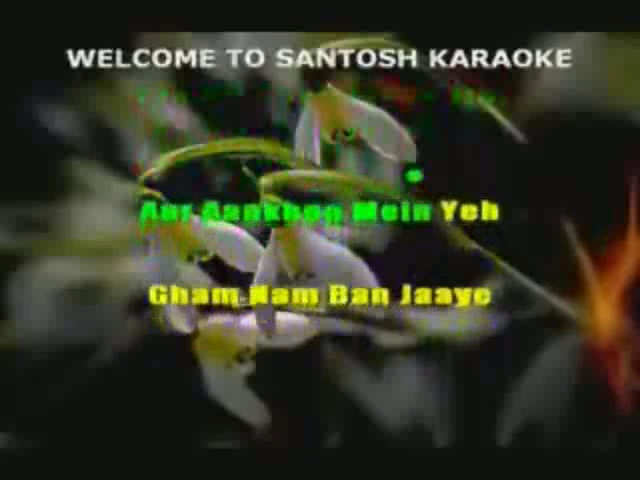 WELCOME TO SANTOSH KARAOKE
Aur Aankhon Mein Yeh
Gham Nam Ban Jaaye